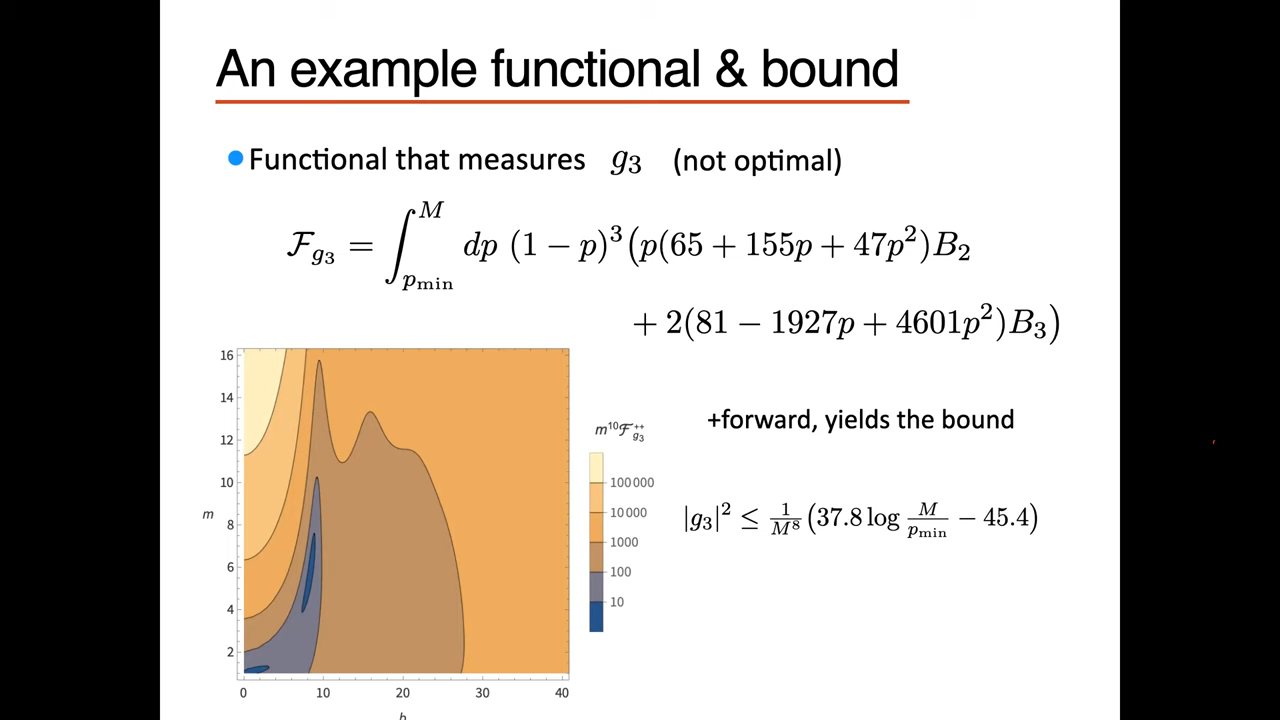 An example functional & bound
Functional that measures g₃ (not optimal)
ℱ_{g₃} = ∫_{p_min}^{M} dp (1 − p)³(p(65 + 155p + 47p²)B₂
+ 2(81 − 1927p + 4601p²)B₃)
+forward, yields the bound
|g₃|² ≤ 1/M⁸ (37.8 log M/p_min − 45.4)
m¹⁰ℱ^{++}_{g₃}
100 000
10 000
1000
100
10
16
14
12
10
8
6
4
2
m
0 10 20 30 40
b